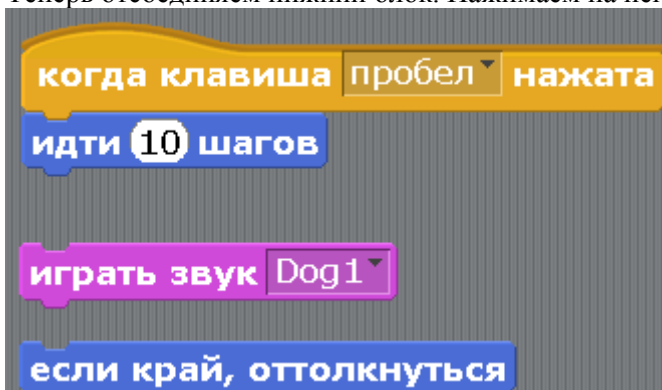 когда клавиша пробел нажата
идти 10 шагов
играть звук Dog1
если край, оттолкнуться